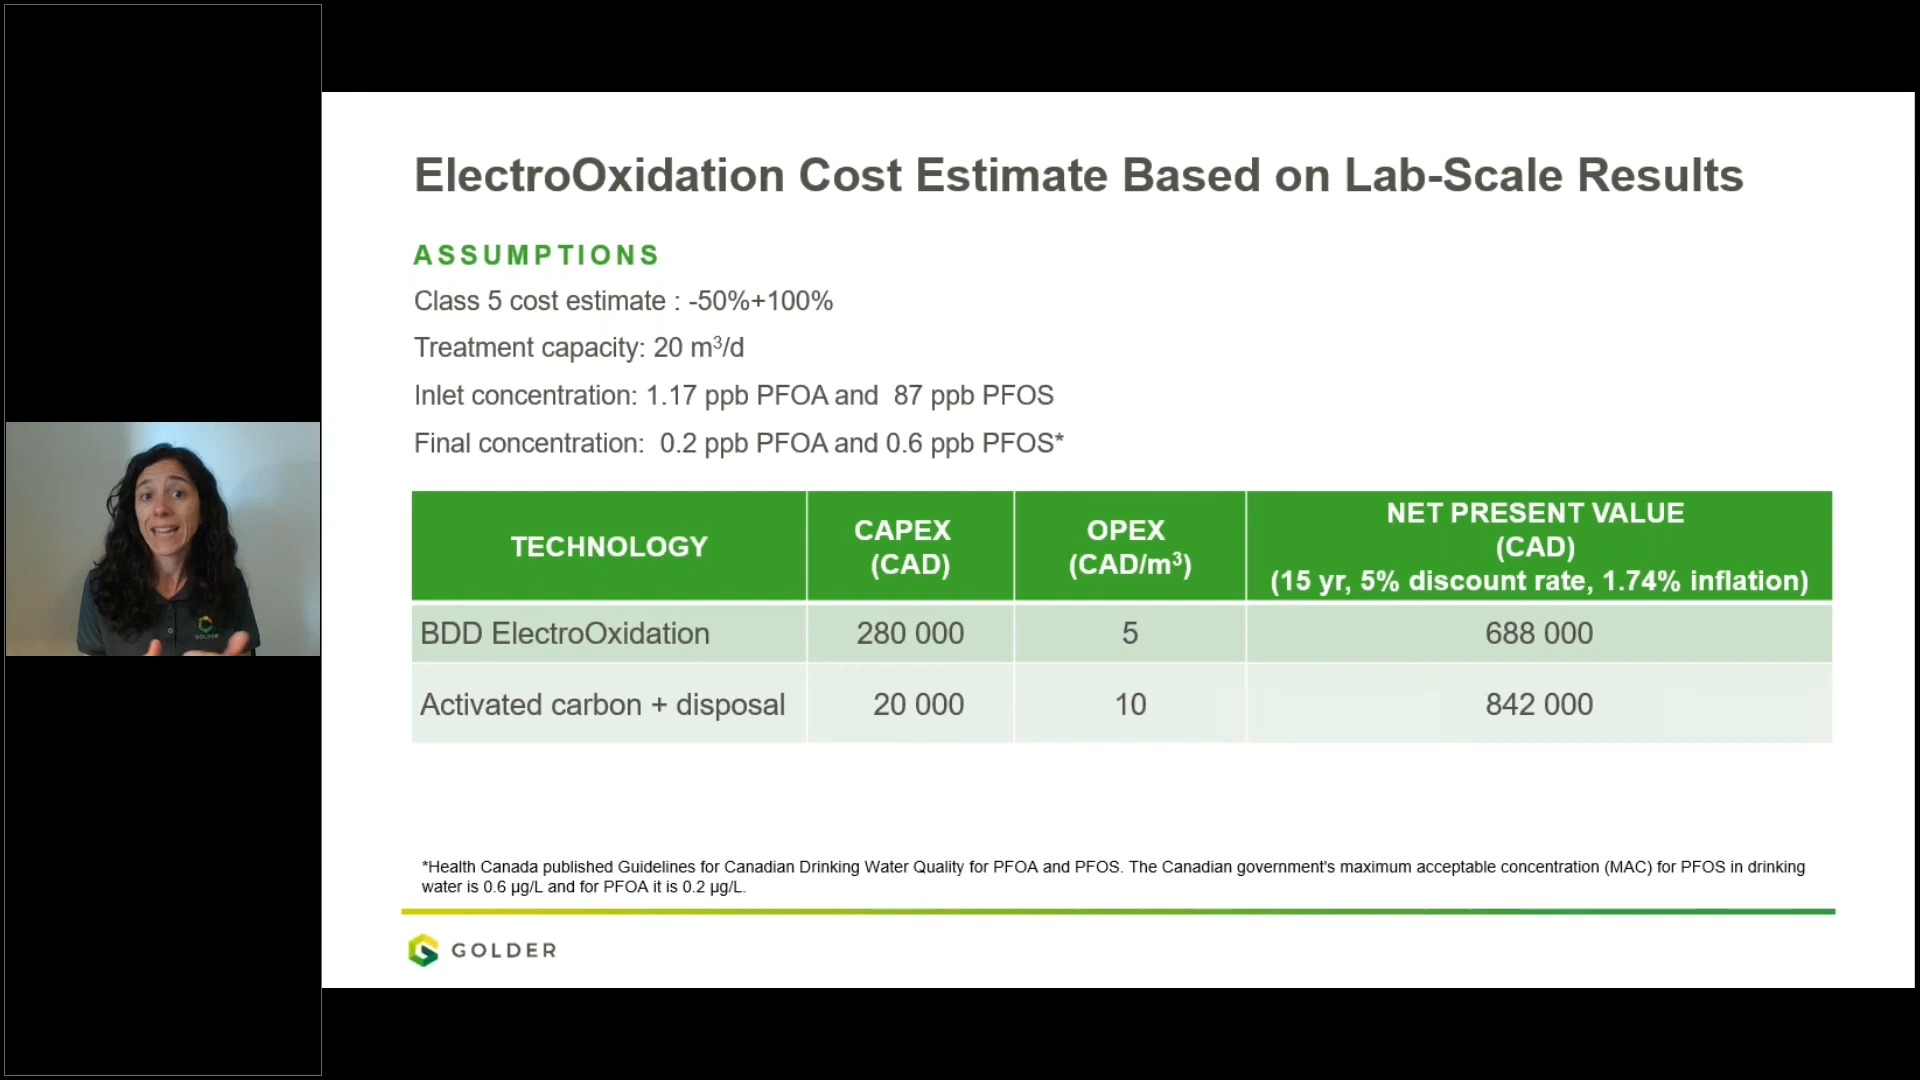 ElectroOxidation Cost Estimate Based on Lab-Scale Results
ASSUMPTIONS
Class 5 cost estimate : -50%+100%
Treatment capacity: 20 m³/d
Inlet concentration: 1.17 ppb PFOA and 87 ppb PFOS
Final concentration: 0.2 ppb PFOA and 0.6 ppb PFOS*
TECHNOLOGY
CAPEX
(CAD)
OPEX
(CAD/m³)
NET PRESENT VALUE
(CAD)
(15 yr, 5% discount rate, 1.74% inflation)
BDD ElectroOxidation 280 000 5 688 000
Activated carbon + disposal 20 000 10 842 000
*Health Canada published Guidelines for Canadian Drinking Water Quality for PFOA and PFOS. The Canadian government's maximum acceptable concentration (MAC) for PFOS in drinking
water is 0.6 µg/L and for PFOA it is 0.2 µg/L.
GOLDER
GOLDER